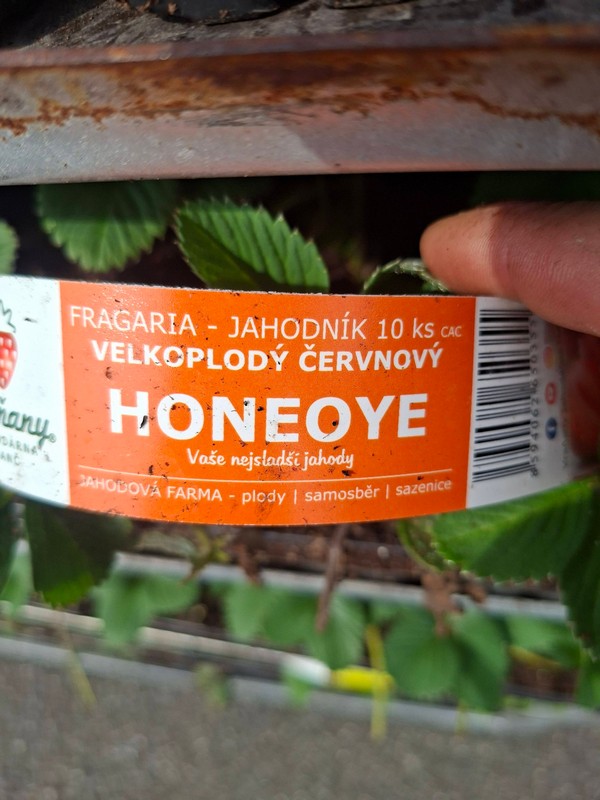 FRAGARIA - JAHODNÍK 10 ks CAC
VELKOPLODÝ ČERVNOVÝ
HONEOYE
Vaše nejsladší jahody
JAHODOVÁ FARMA - plody | samosběr | sazenice